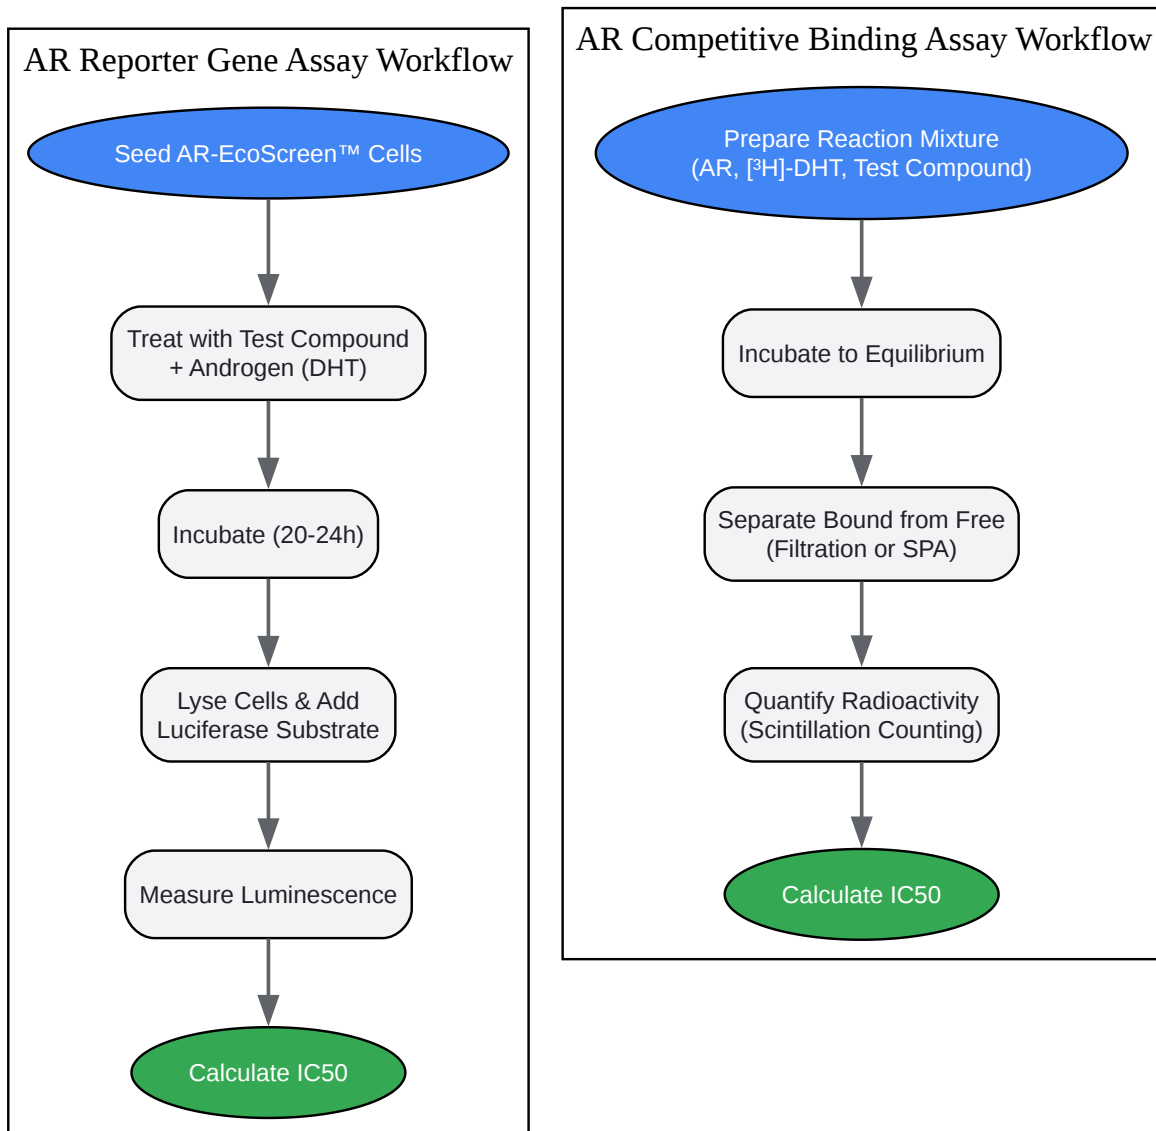 AR Reporter Gene Assay Workflow
Seed AR-EcoScreen™ Cells
Treat with Test Compound
+ Androgen (DHT)
Incubate (20-24h)
Lyse Cells & Add
Luciferase Substrate
Measure Luminescence
Calculate IC50
AR Competitive Binding Assay Workflow
Prepare Reaction Mixture
(AR, [³H]-DHT, Test Compound)
Incubate to Equilibrium
Separate Bound from Free
(Filtration or SPA)
Quantify Radioactivity
(Scintillation Counting)
Calculate IC50